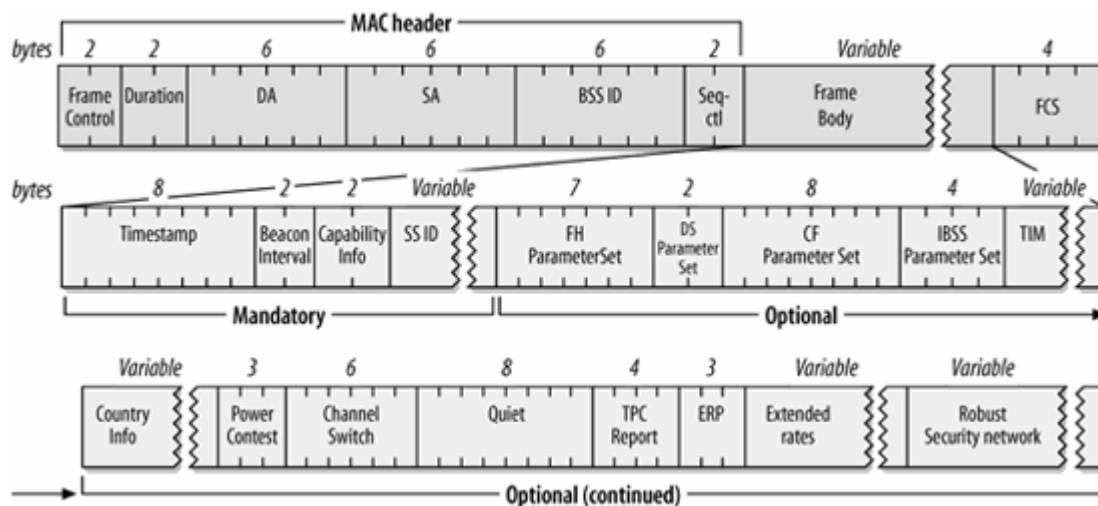 MAC header
bytes 2 2 6 6 6 2 Variable 4
Frame Control Duration DA SA BSS ID Seq-ctl Frame Body FCS
bytes 8 2 2 Variable 7 2 8 4 Variable
Timestamp Beacon Interval Capability Info SS ID FH ParameterSet DS Parameter Set CF Parameter Set IBSS Parameter Set TIM
Mandatory Optional
Variable 3 6 8 4 3 Variable Variable
Country Info Power Contest Channel Switch Quiet TPC Report ERP Extended rates Robust Security network
Optional (continued)